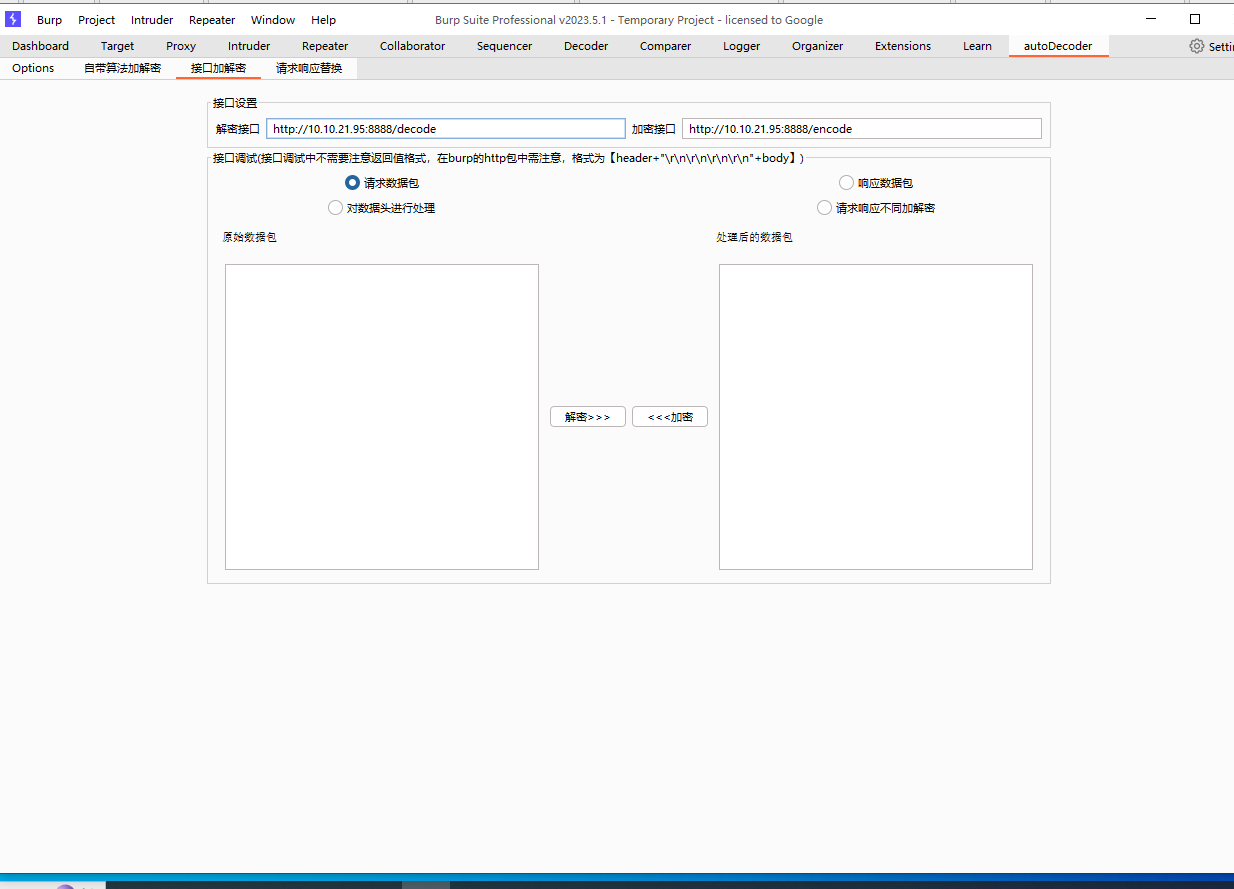 Burp Project Intruder Repeater Window Help Burp Suite Professional v2023.5.1 - Temporary Project - licensed to Google
Dashboard Target Proxy Intruder Repeater Collaborator Sequencer Decoder Comparer Logger Organizer Extensions Learn autoDecoder Settin
Options 自带算法加解密 接口加解密 请求响应替换
接口设置
解密接口 http://10.10.21.95:8888/decode 加密接口 http://10.10.21.95:8888/encode
接口调试(接口调试中不需要注意返回值格式，在burp的http包中需注意，格式为【header+"\r\n\r\n\r\n\r\n"+body】)
请求数据包 响应数据包
对数据头进行处理 请求响应不同加解密
原始数据包 处理后的数据包
解密>>> <<<加密